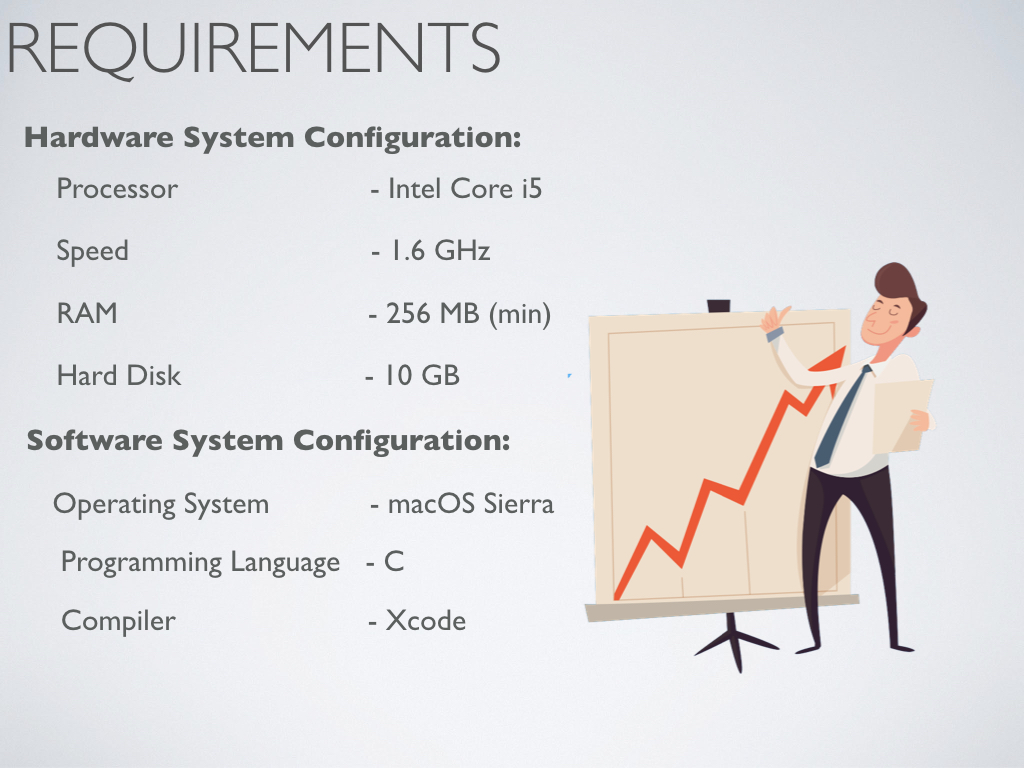 REQUIREMENTS
Hardware System Configuration:
Processor - Intel Core i5
Speed - 1.6 GHz
RAM - 256 MB (min)
Hard Disk - 10 GB
Software System Configuration:
Operating System - macOS Sierra
Programming Language - C
Compiler - Xcode